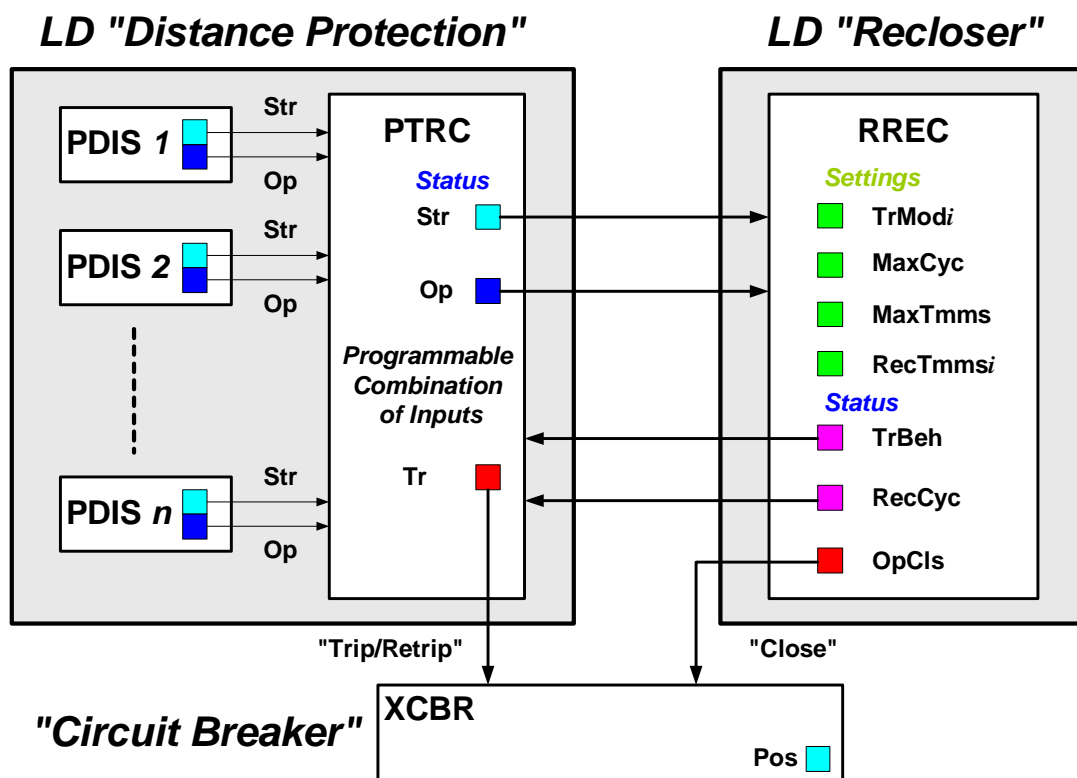 LD "Distance Protection"
LD "Recloser"
PDIS 1
Str
Op
PDIS 2
Str
Op
PDIS n
Str
Op
PTRC
Status
Str
Op
Programmable
Combination
of Inputs
Tr
RREC
Settings
TrModi
MaxCyc
MaxTmms
RecTmmsi
Status
TrBeh
RecCyc
OpCls
"Trip/Retrip"
"Close"
"Circuit Breaker"
XCBR
Pos